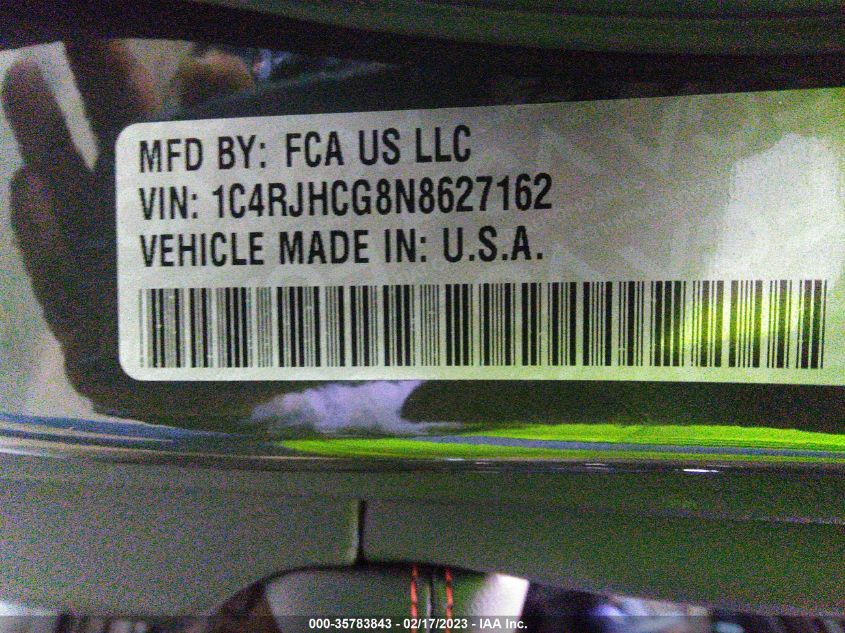 MFD BY: FCA US LLC
VIN: 1C4RJHCG8N8627162
VEHICLE MADE IN: U.S.A.
000-35783843 - 02/17/2023 - IAA Inc.